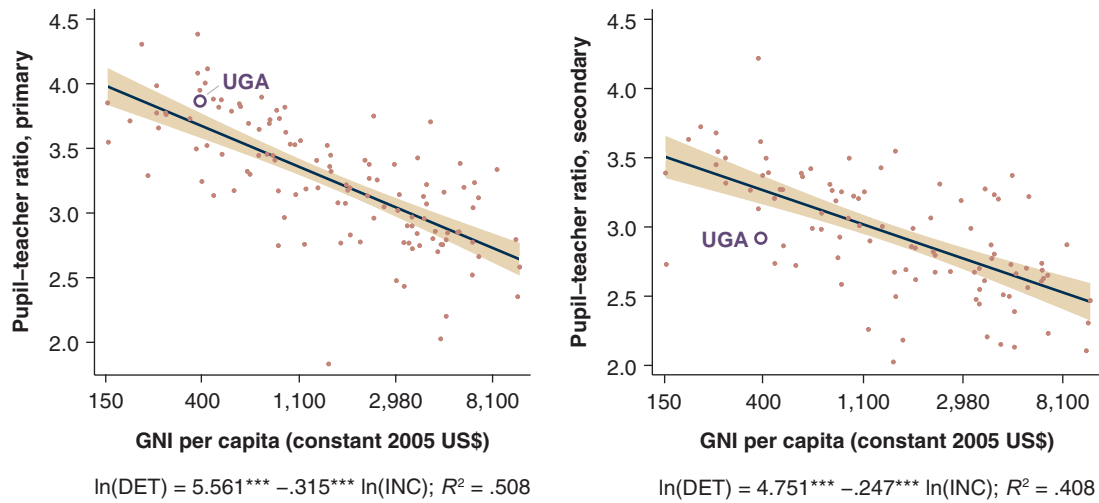 Pupil–teacher ratio, primary
4.5
4.0
3.5
3.0
2.5
2.0
UGA
150
400
1,100
2,980
8,100
GNI per capita (constant 2005 US$)
ln(DET) = 5.561*** –.315*** ln(INC); R² = .508
Pupil–teacher ratio, secondary
4.5
4.0
3.5
3.0
2.5
2.0
UGA
150
400
1,100
2,980
8,100
GNI per capita (constant 2005 US$)
ln(DET) = 4.751*** –.247*** ln(INC); R² = .408